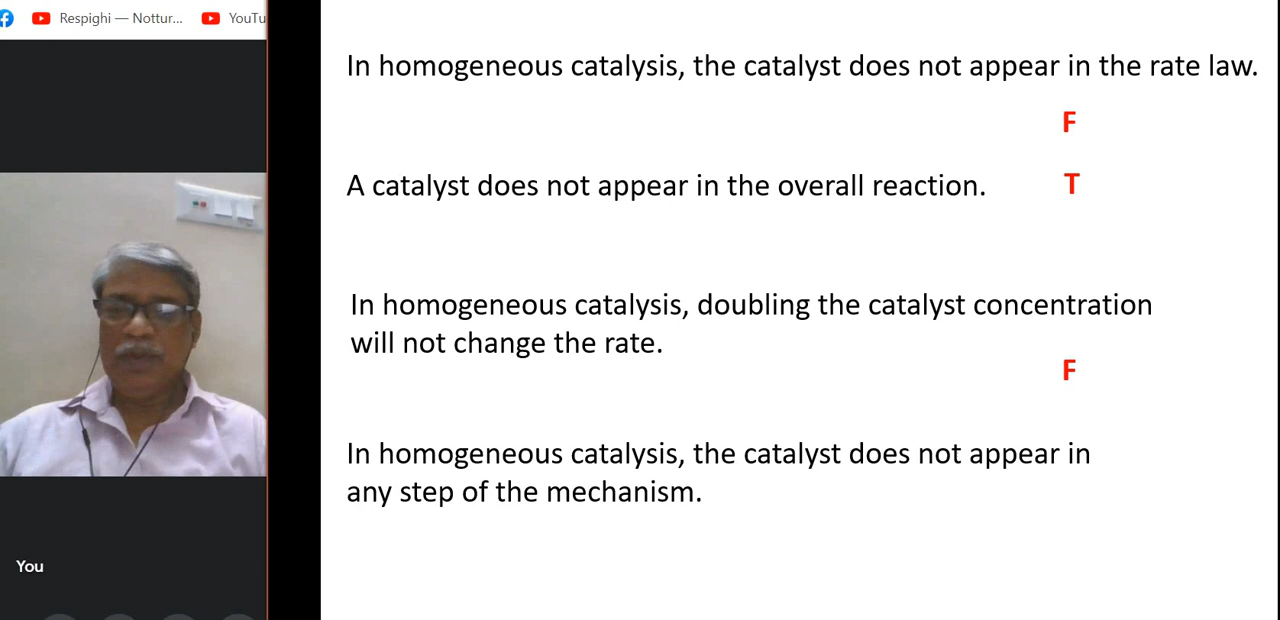 Respighi — Nottur...
YouTu
In homogeneous catalysis, the catalyst does not appear in the rate law.
F
A catalyst does not appear in the overall reaction. T
In homogeneous catalysis, doubling the catalyst concentration
will not change the rate.
F
In homogeneous catalysis, the catalyst does not appear in
any step of the mechanism.
You